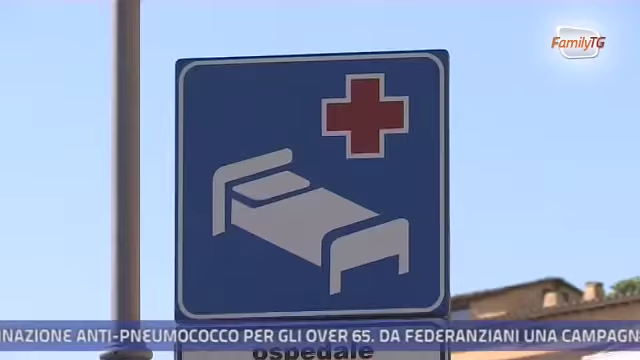 FamilyTG
INAZIONE ANTI-PNEUMOCOCCO PER GLI OVER 65. DA FEDERANZIANI UNA CAMPAGN
ospedale